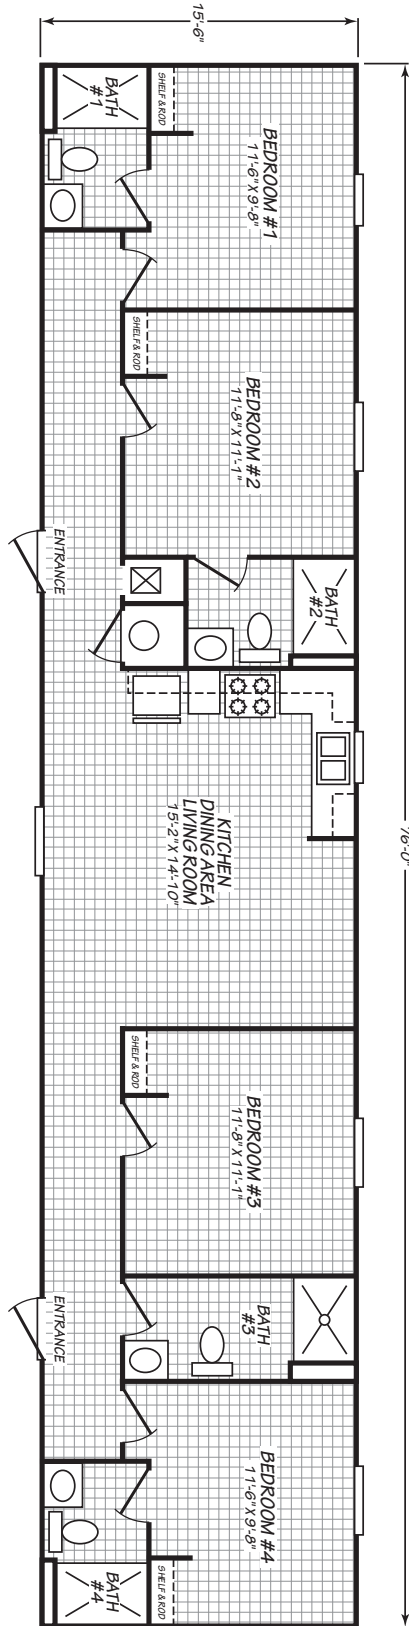 15'-6"
76'-0"
BATH
#1
SHELF & ROD
BEDROOM #1
11'-6" X 9'-8"
SHELF & ROD
BEDROOM #2
11'-8" X 11'-1"
ENTRANCE
BATH
#2
KITCHEN
DINING AREA
LIVING ROOM
15'-2" X 14'-10"
SHELF & ROD
BEDROOM #3
11'-8" X 11'-1"
ENTRANCE
BATH
#3
BEDROOM #4
11'-6" X 9'-8"
SHELF & ROD
BATH
#4